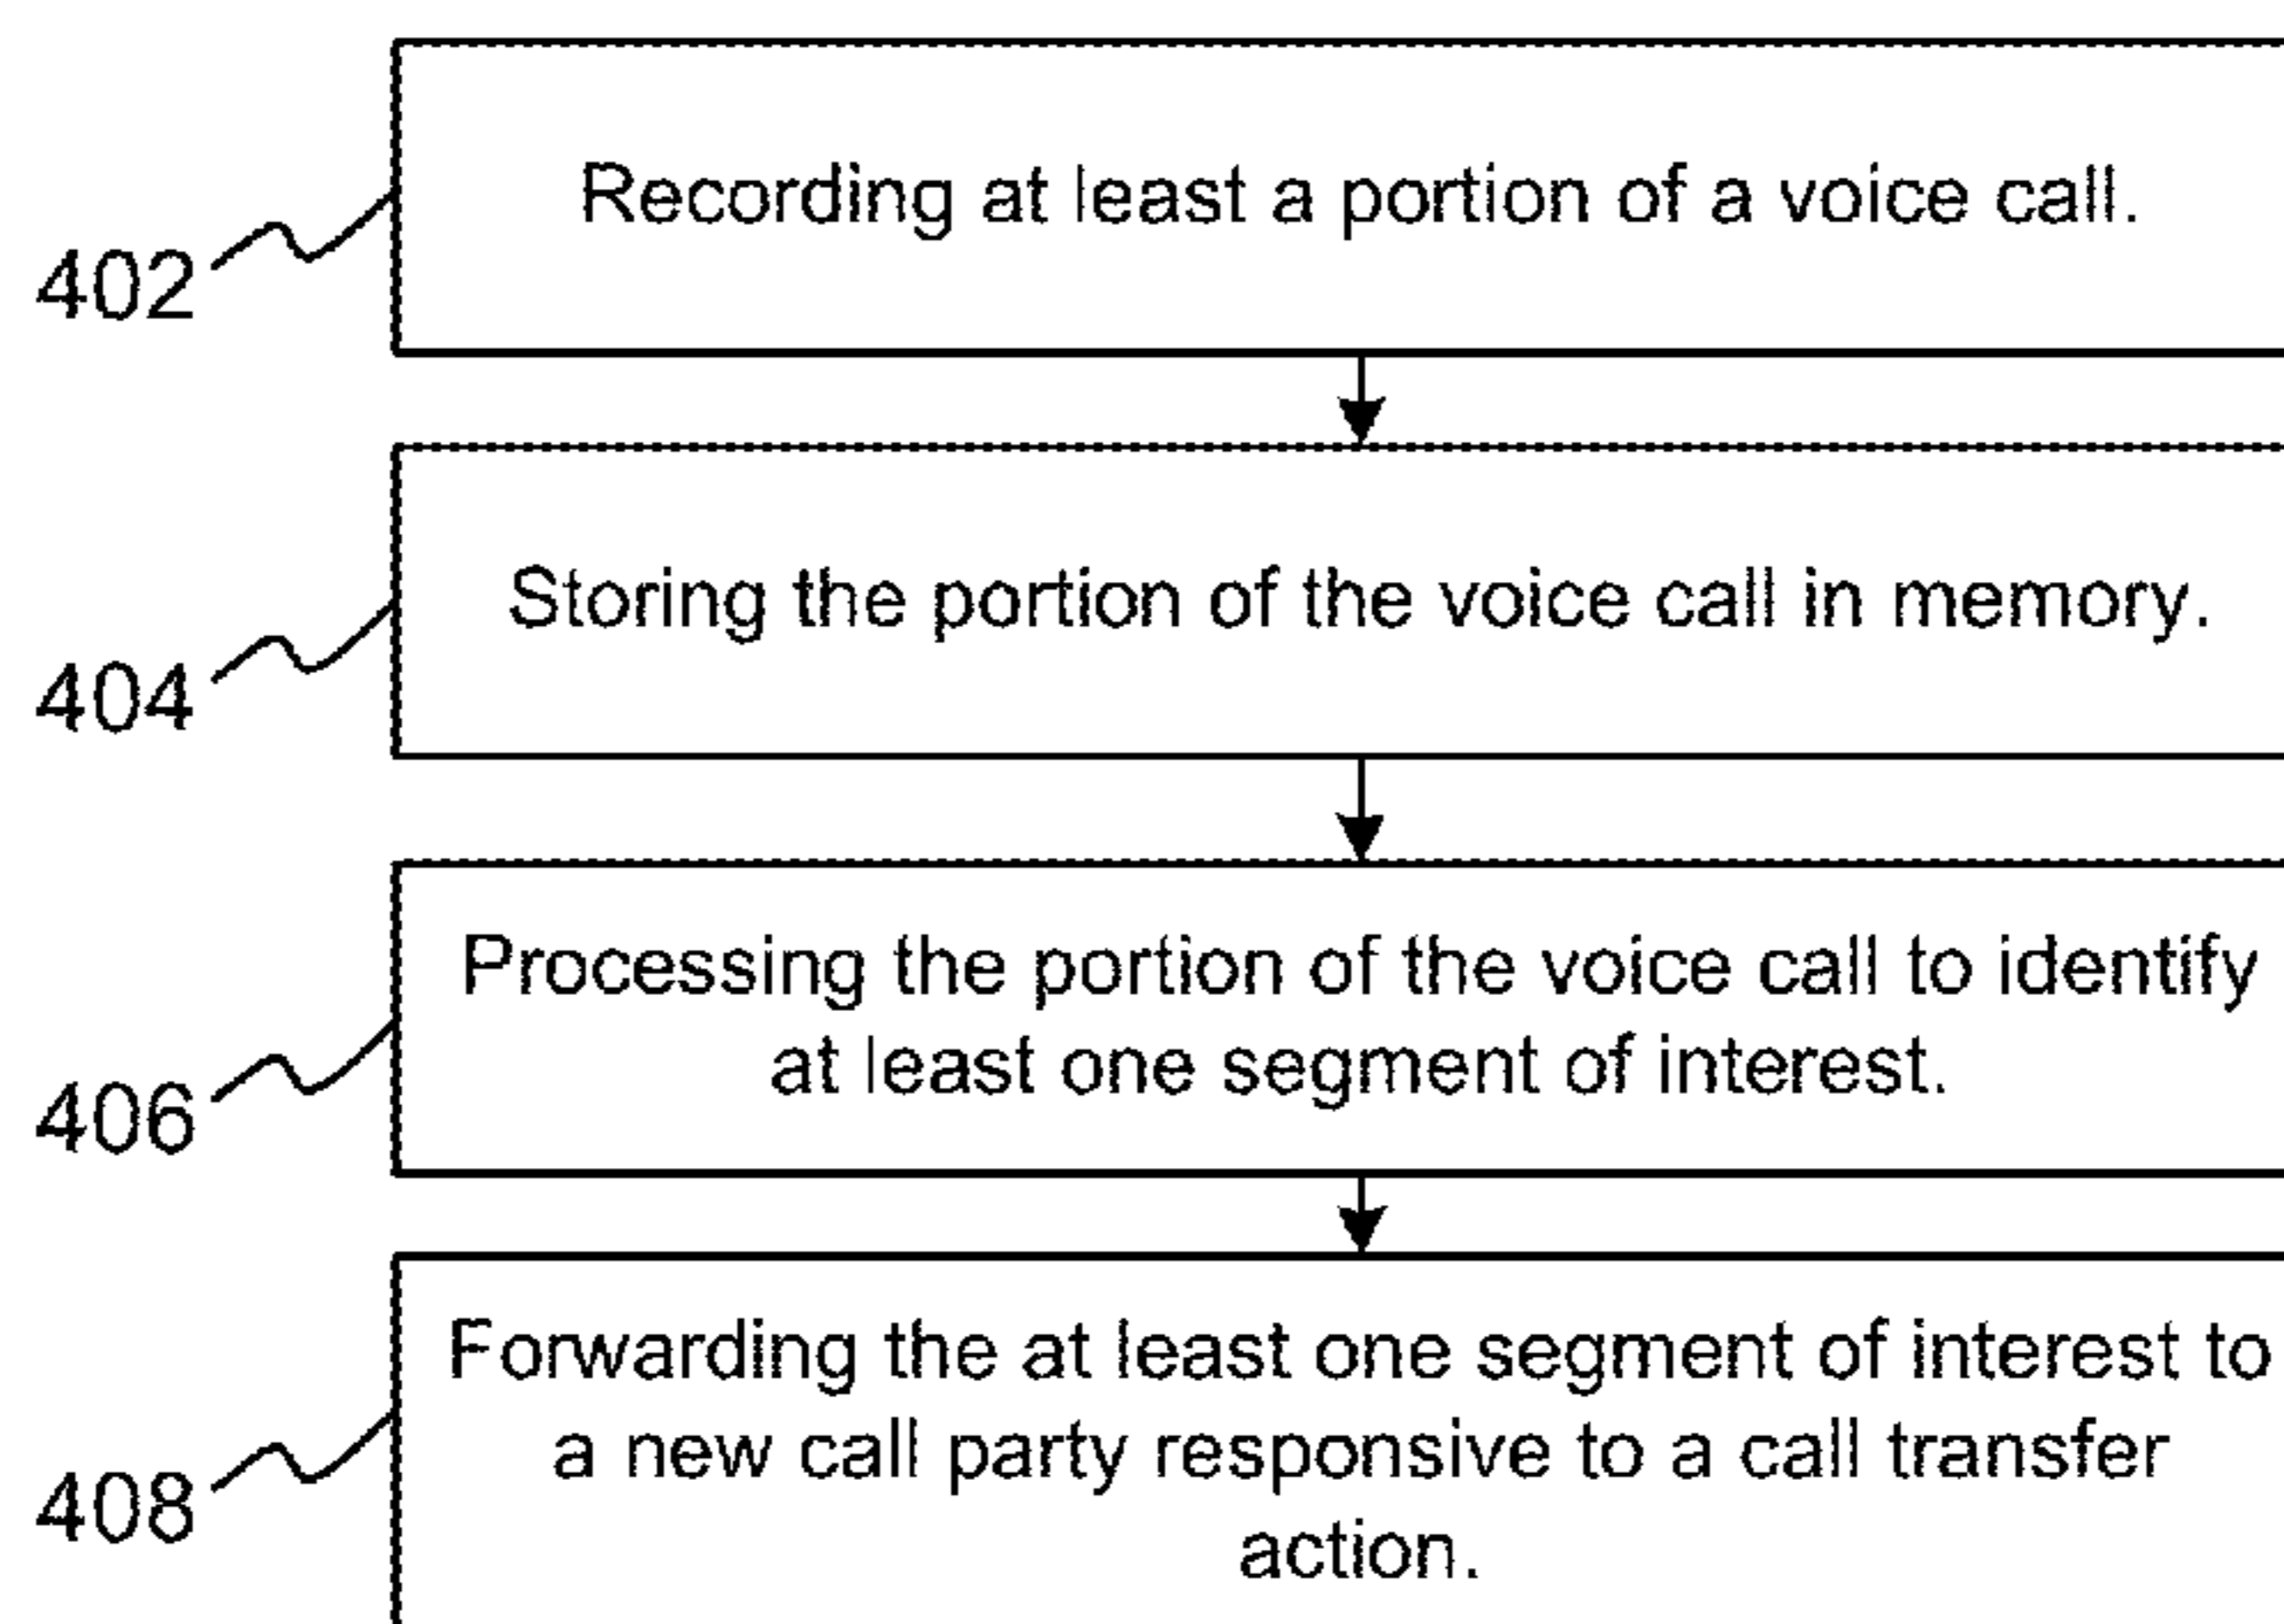 Recording at least a portion of a voice call.
402
Storing the portion of the voice call in memory.
404
Processing the portion of the voice call to identify
at least one segment of interest.
406
Forwarding the at least one segment of interest to
a new call party responsive to a call transfer
action.
408